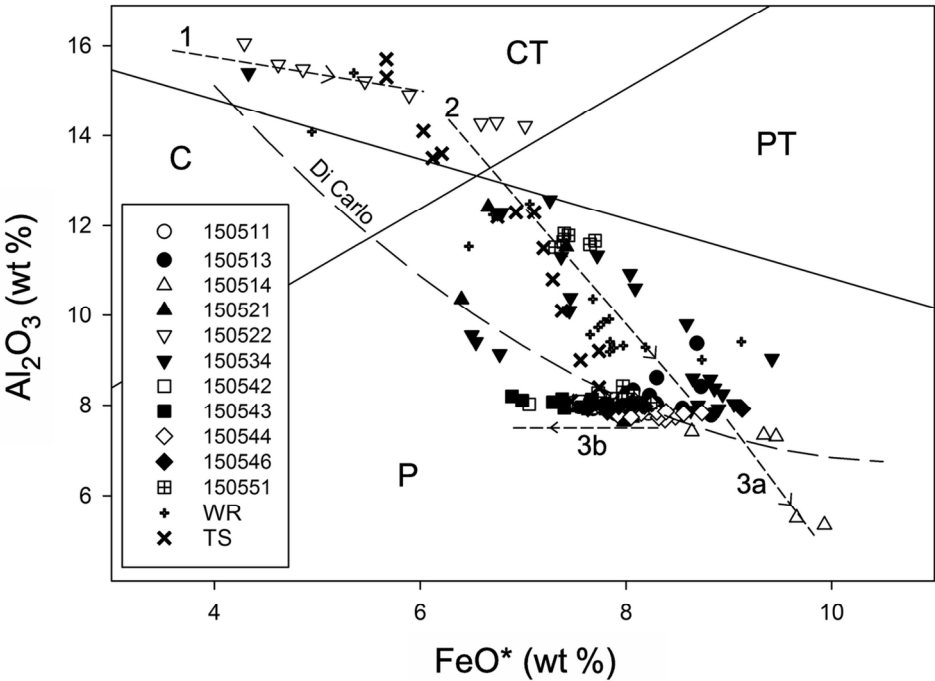 16
14
12
10
8
6
Al2O3 (wt %)
1
CT
2
PT
C
Di Carlo
150511
150513
150514
150521
150522
150534
150542
150543
150544
150546
150551
WR
TS
3b
P
3a
4
6
8
10
FeO* (wt %)